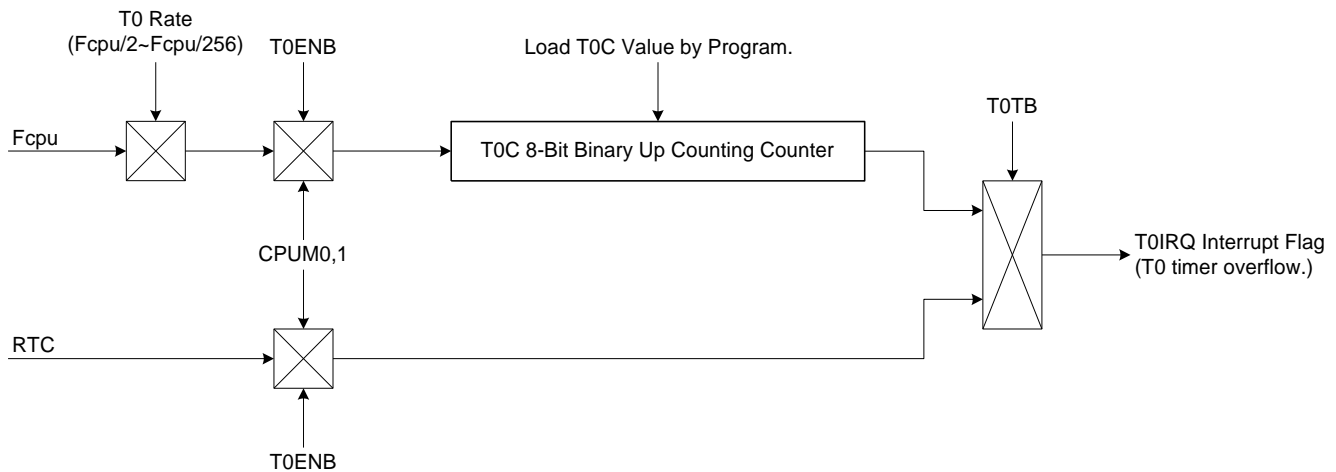 T0 Rate
(Fcpu/2~Fcpu/256)
T0ENB
Load T0C Value by Program.
T0TB
Fcpu
T0C 8-Bit Binary Up Counting Counter
CPUM0,1
T0IRQ Interrupt Flag
(T0 timer overflow.)
RTC
T0ENB